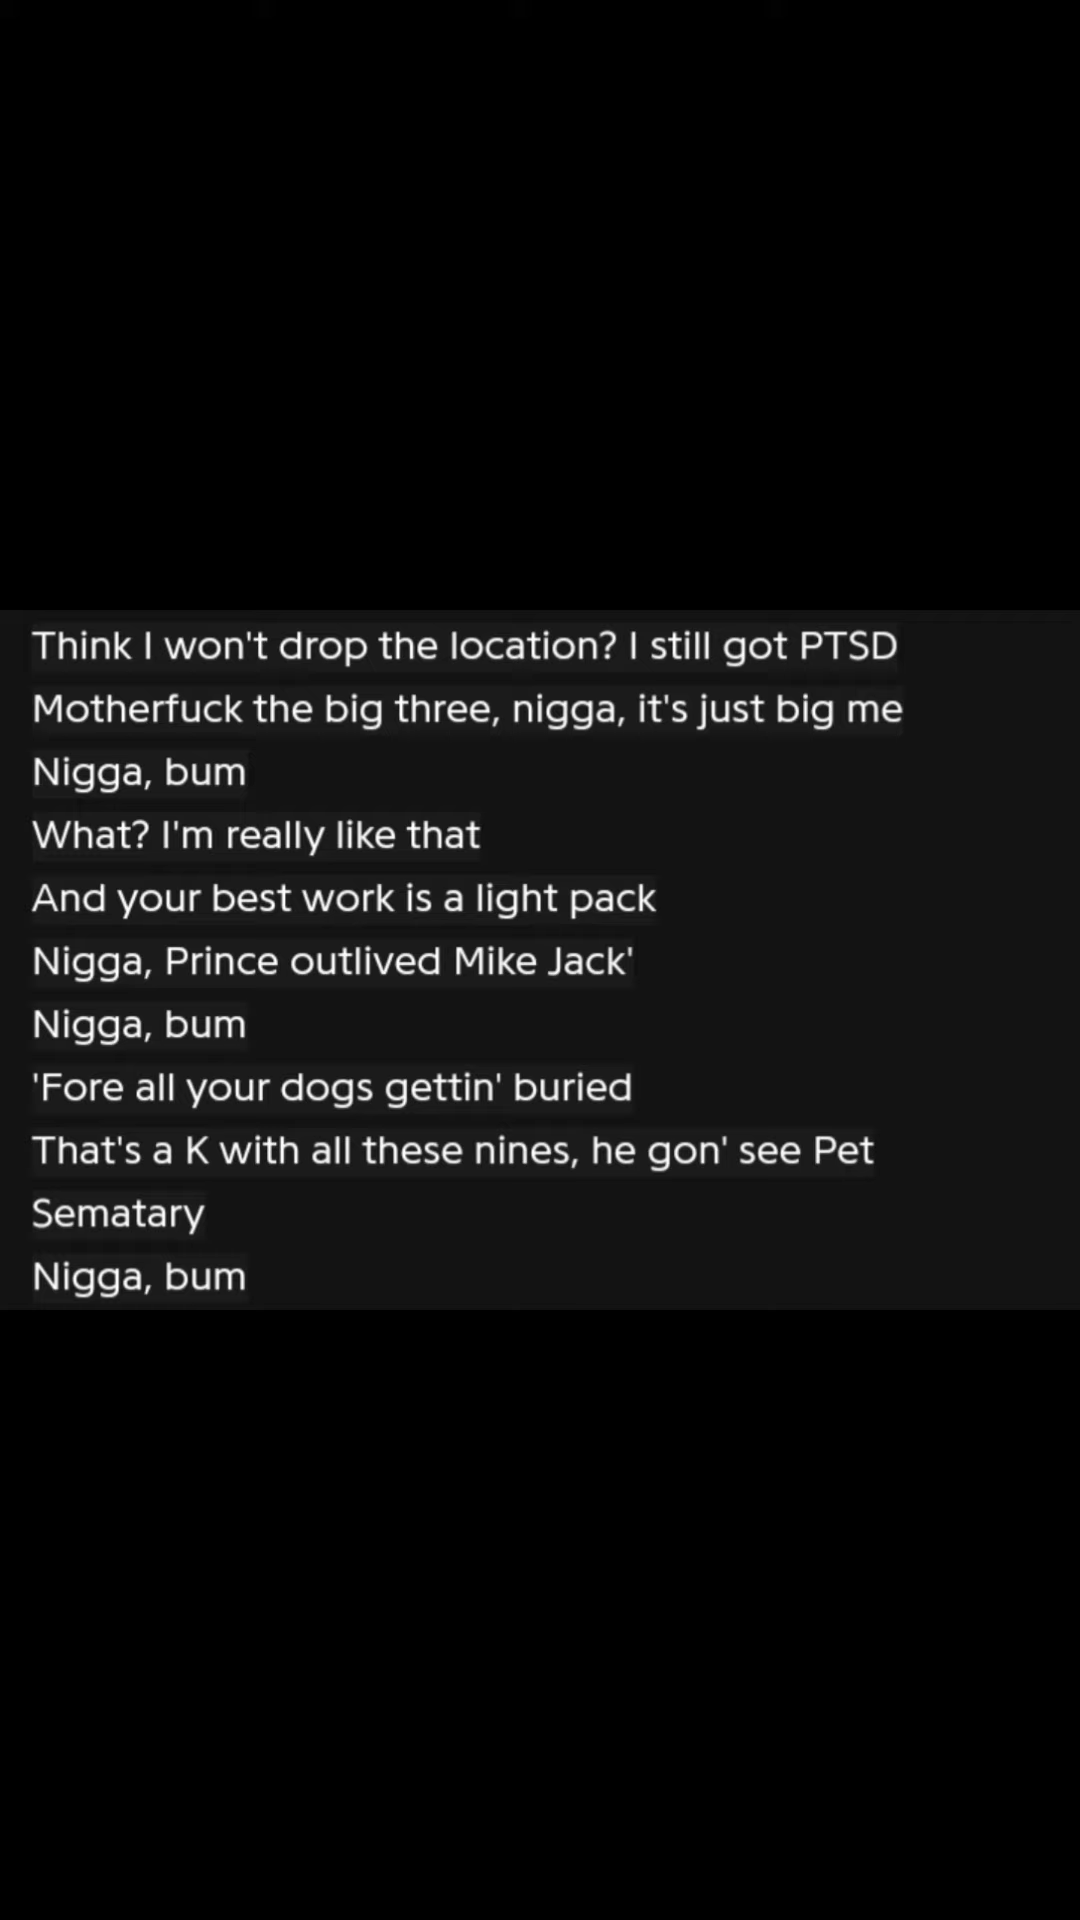 Think I won't drop the location? I still got PTSD
Motherfuck the big three, nigga, it's just big me
Nigga, bum
What? I'm really like that
And your best work is a light pack
Nigga, Prince outlived Mike Jack'
Nigga, bum
'Fore all your dogs gettin' buried
That's a K with all these nines, he gon' see Pet
Sematary
Nigga, bum